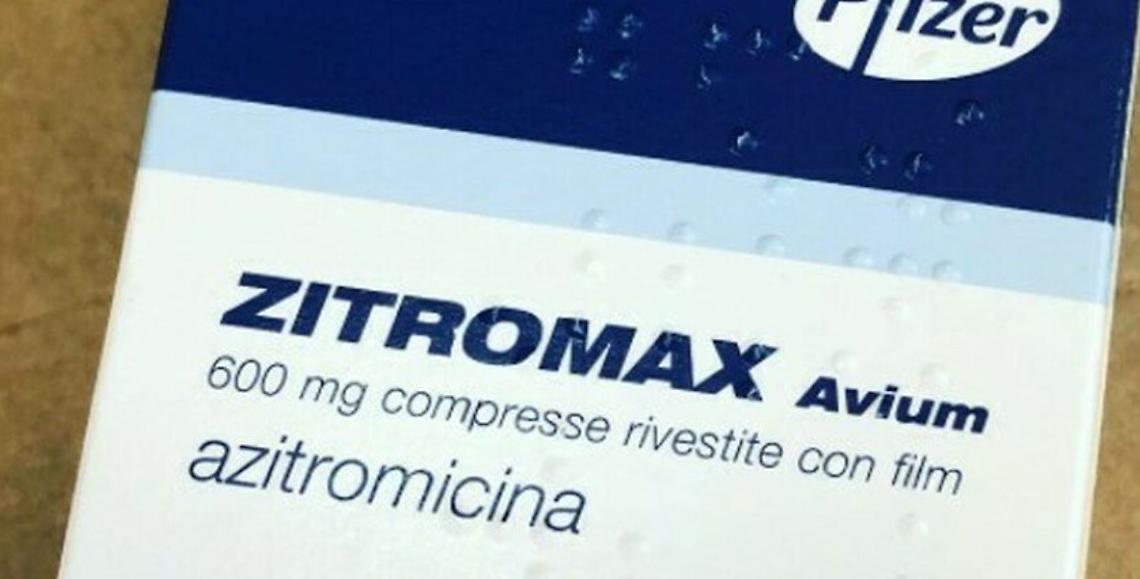 Pfizer
ZITROMAX Avium
600 mg compresse rivestite con film
azitromicina